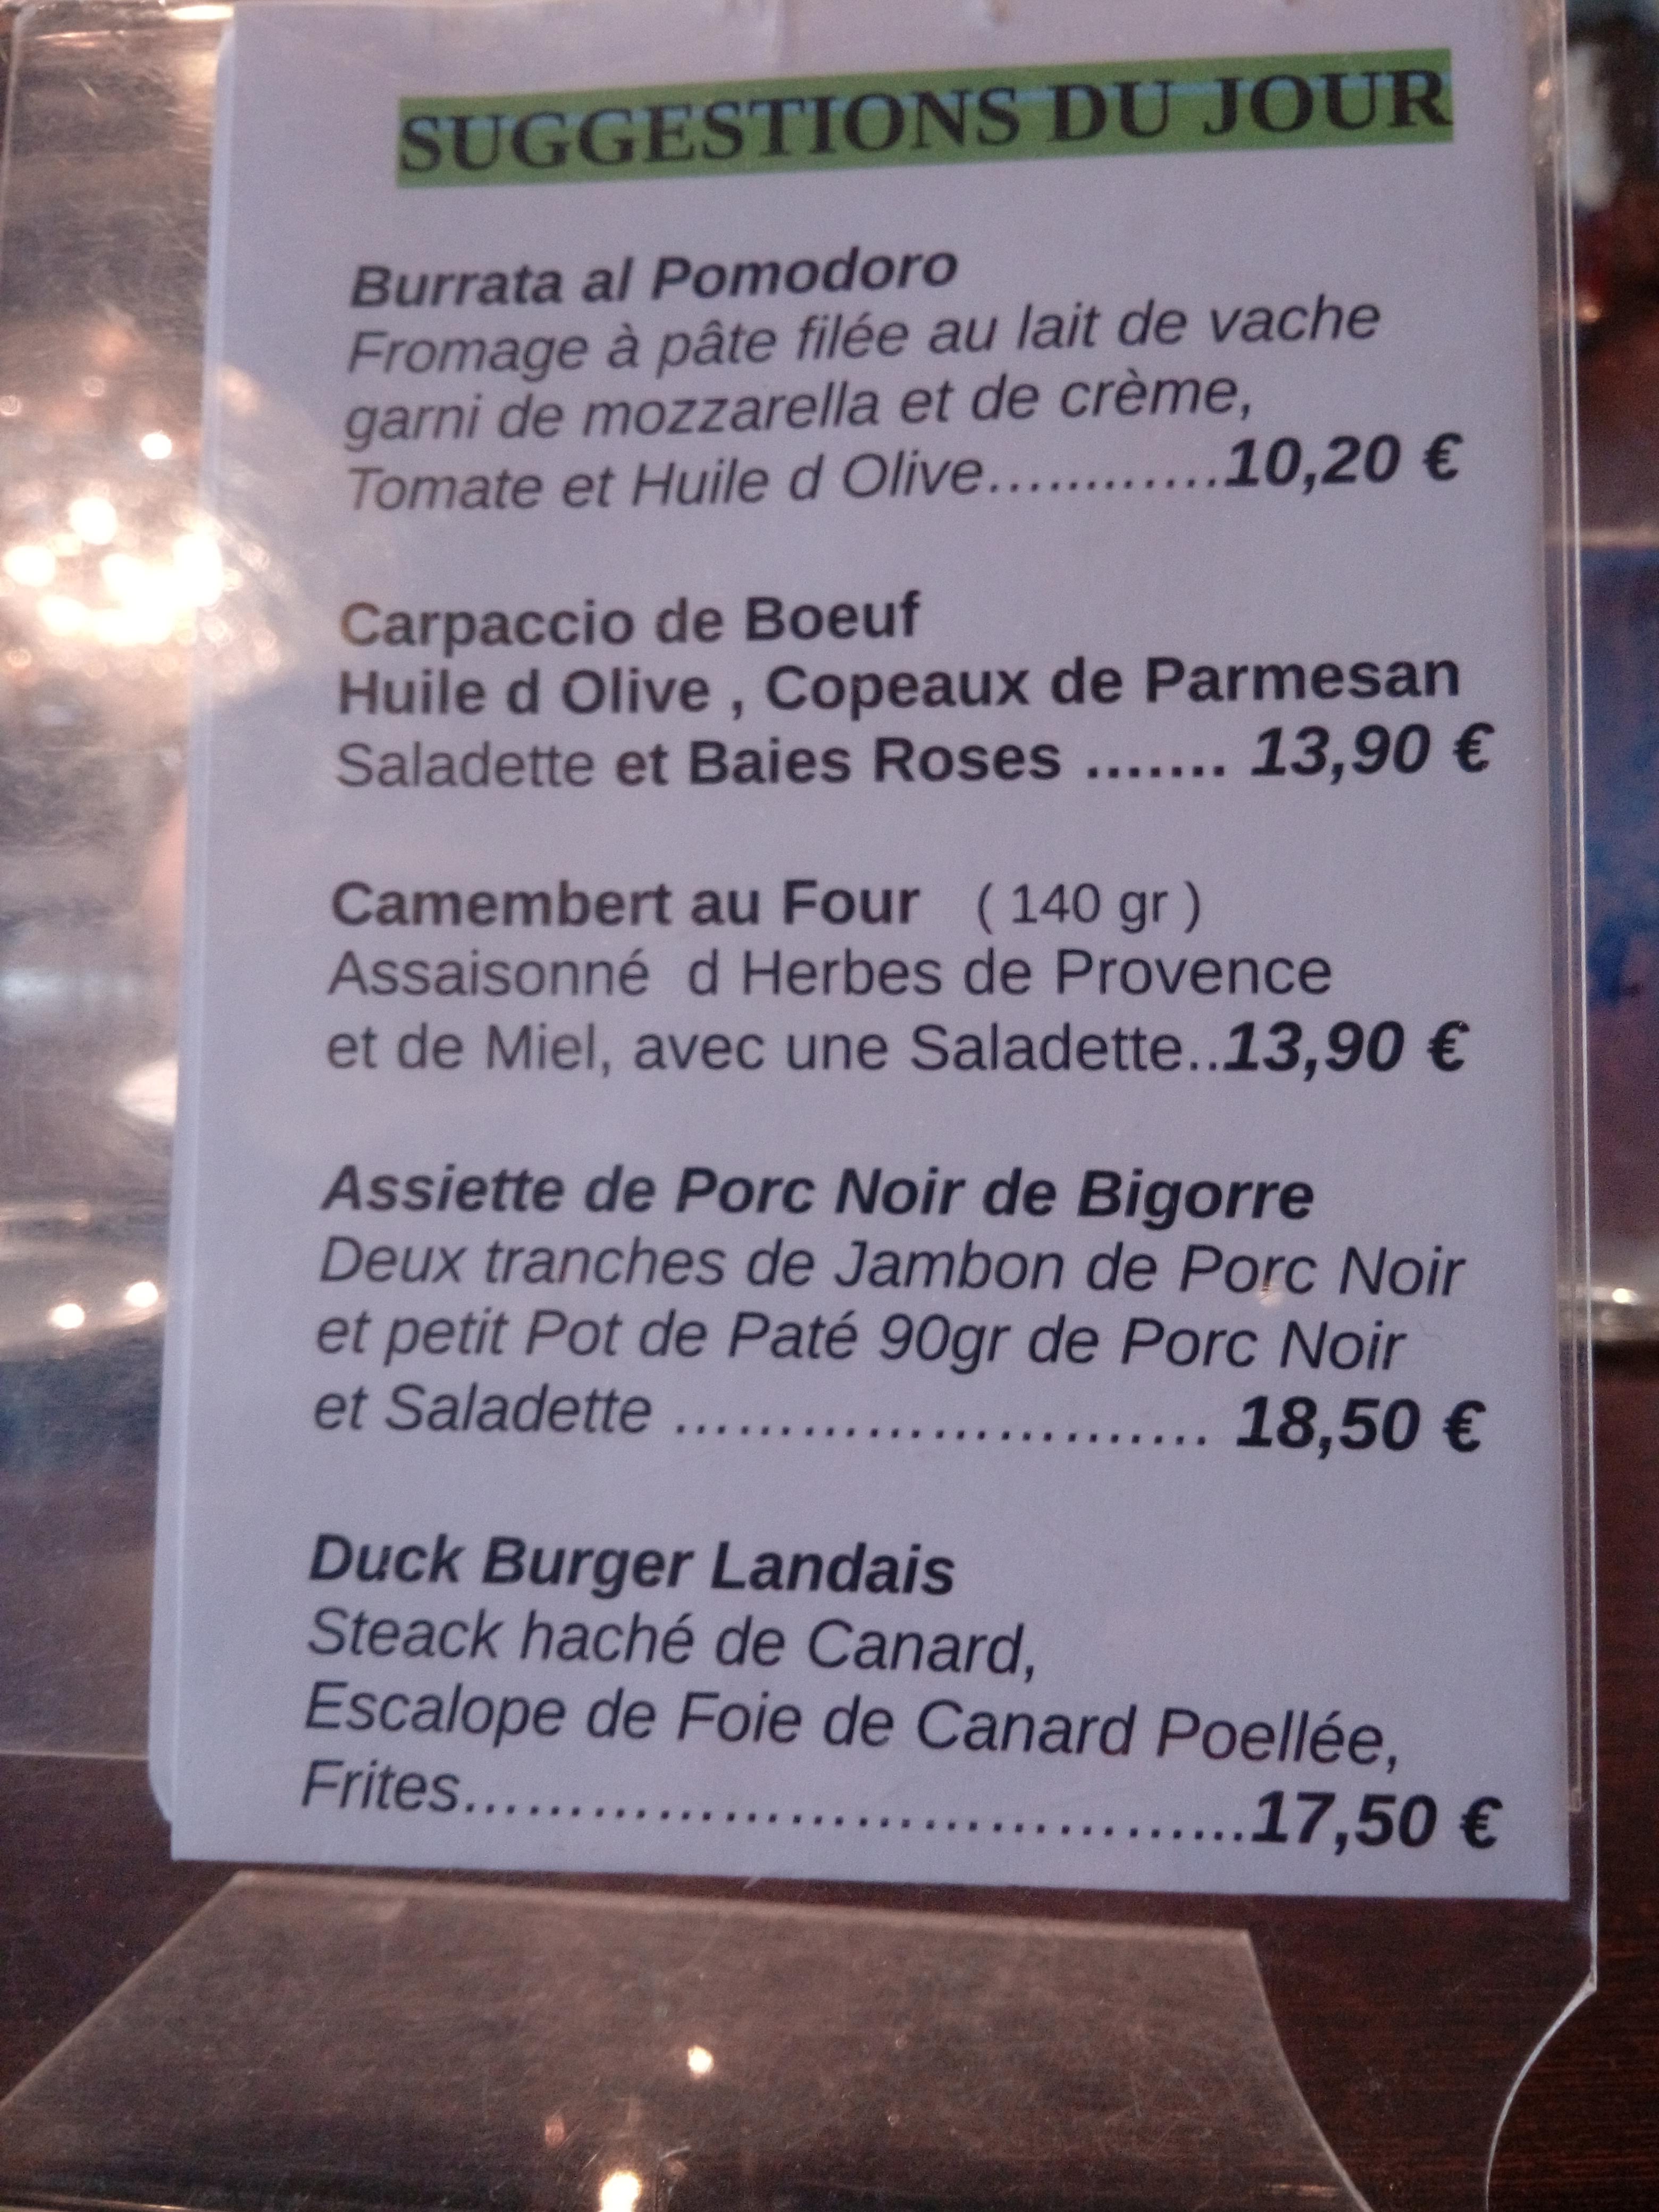 SUGGESTIONS DU JOUR
Burrata al Pomodoro
Fromage à pâte filée au lait de vache
garni de mozzarella et de crème,
Tomate et Huile d Olive............10,20 €
Carpaccio de Boeuf
Huile d Olive , Copeaux de Parmesan
Saladette et Baies Roses ....... 13,90 €
Camembert au Four ( 140 gr )
Assaisonné d Herbes de Provence
et de Miel, avec une Saladette..13,90 €
Assiette de Porc Noir de Bigorre
Deux tranches de Jambon de Porc Noir
et petit Pot de Paté 90gr de Porc Noir
et Saladette .......................... 18,50 €
Duck Burger Landais
Steack haché de Canard,
Escalope de Foie de Canard Poellée,
Frites......................................17,50 €